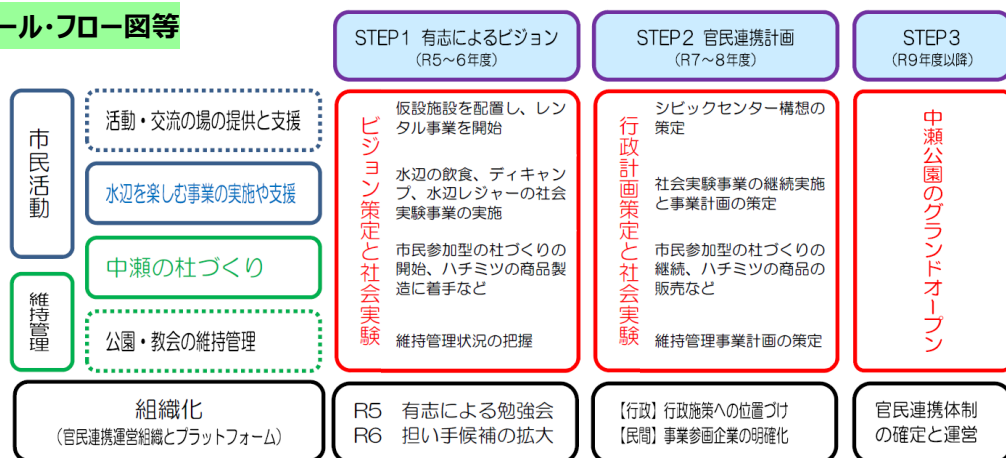 ール・フロー図等
STEP1 有志によるビジョン
(R5～6年度)
STEP2 官民連携計画
(R7～8年度)
STEP3
(R9年度以降)
市民活動
維持管理
活動・交流の場の提供と支援
水辺を楽しむ事業の実施や支援
中瀬の杜づくり
公園・教会の維持管理
ビジョン策定と社会実験
仮設施設を配置し、レン
タル事業を開始
水辺の飲食、ディキャン
プ、水辺レジャーの社会
実験事業の実施
市民参加型の杜づくりの
開始、ハチミツの商品製
造に着手など
維持管理状況の把握
行政計画策定と社会実験
シビックセンター構想の
策定
社会実験事業の継続実施
と事業計画の策定
市民参加型の杜づくりの
継続、ハチミツの商品の
販売など
維持管理事業計画の策定
中瀬公園のグランドオープン
組織化
(官民連携運営組織とプラットフォーム)
R5 有志による勉強会
R6 担い手候補の拡大
【行政】行政施策への位置づけ
【民間】事業参画企業の明確化
官民連携体制
の確定と運営